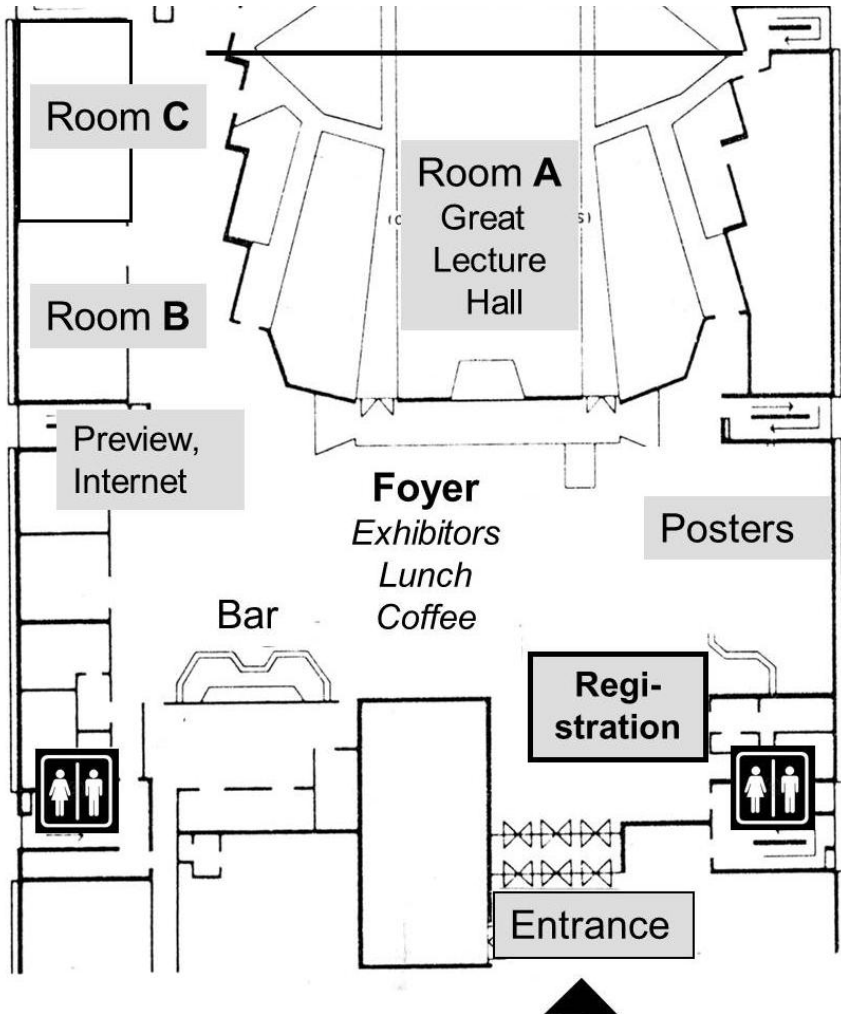 Room C
Room A
Great
Lecture
Hall
(C
S)
Room B
Preview,
Internet
Foyer
Exhibitors
Lunch
Coffee
Posters
Bar
Regi-
stration
Entrance